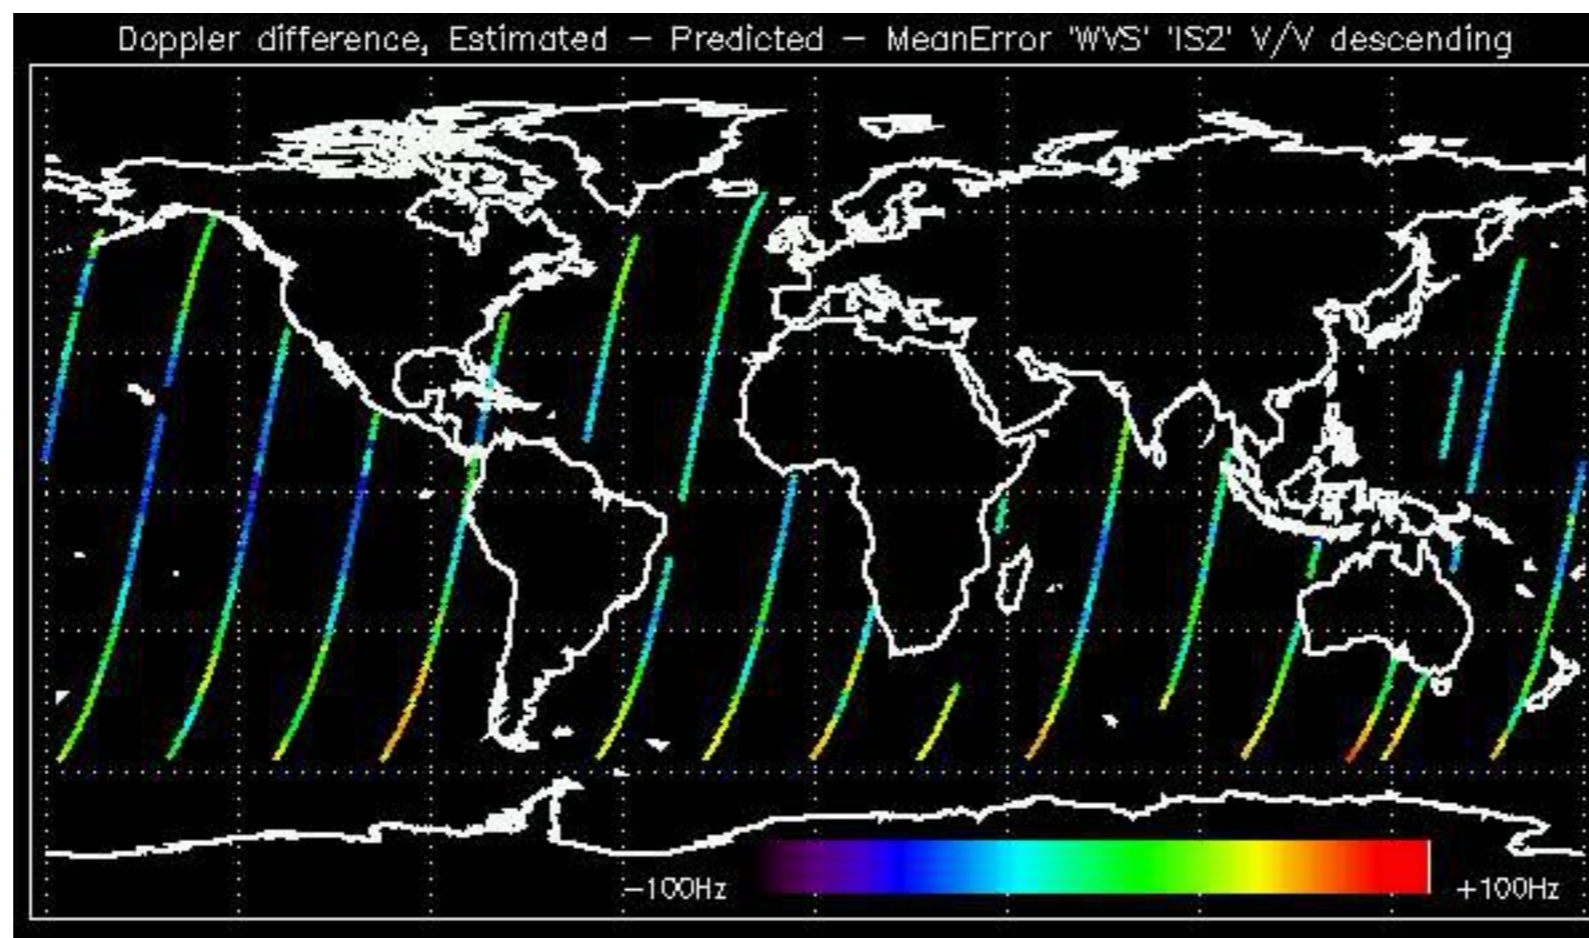 Doppler difference, Estimated – Predicted – MeanError 'WVS' 'IS2' V/V descending
–100Hz
+100Hz